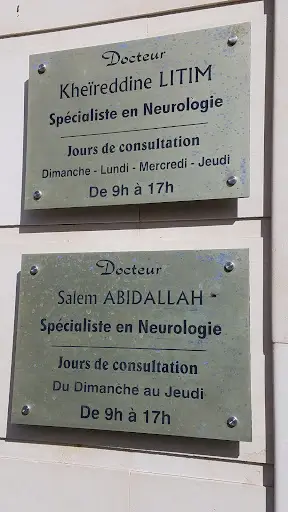 Docteur
Kheïreddine LITIM
Spécialiste en Neurologie
Jours de consultation
Dimanche - Lundi - Mercredi - Jeudi
De 9h à 17h
Docteur
Salem ABIDALLAH
Spécialiste en Neurologie
Jours de consultation
Du Dimanche au Jeudi
De 9h à 17h